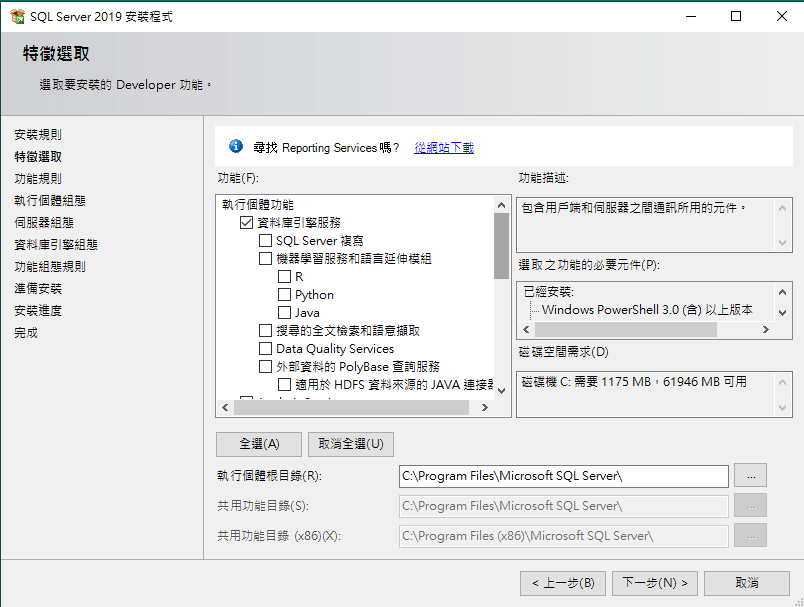 SQL Server 2019 安裝程式
特徵選取
選取要安裝的 Developer 功能。
安裝規則
特徵選取
功能規則
執行個體組態
伺服器組態
資料庫引擎組態
功能組態規則
準備安裝
安裝進度
完成
尋找 Reporting Services 嗎? 從網站下載
功能(F):
執行個體功能
資料庫引擎服務
SQL Server 複寫
機器學習服務和語言延伸模組
R
Python
Java
搜尋的全文檢索和語意擷取
Data Quality Services
外部資料的 PolyBase 查詢服務
適用於 HDFS 資料來源的 JAVA 連接器
功能描述:
包含用戶端和伺服器之間通訊所用的元件。
選取之功能的必要元件(P):
已經安裝:
Windows PowerShell 3.0 (含) 以上版本
磁碟空間需求(D)
磁碟機 C: 需要 1175 MB，61946 MB 可用
全選(A) 取消全選(U)
執行個體根目錄(R): C:\Program Files\Microsoft SQL Server\ ...
共用功能目錄(S): C:\Program Files\Microsoft SQL Server\ ...
共用功能目錄 (x86)(X): C:\Program Files (x86)\Microsoft SQL Server\ ...
< 上一步(B) 下一步(N) > 取消